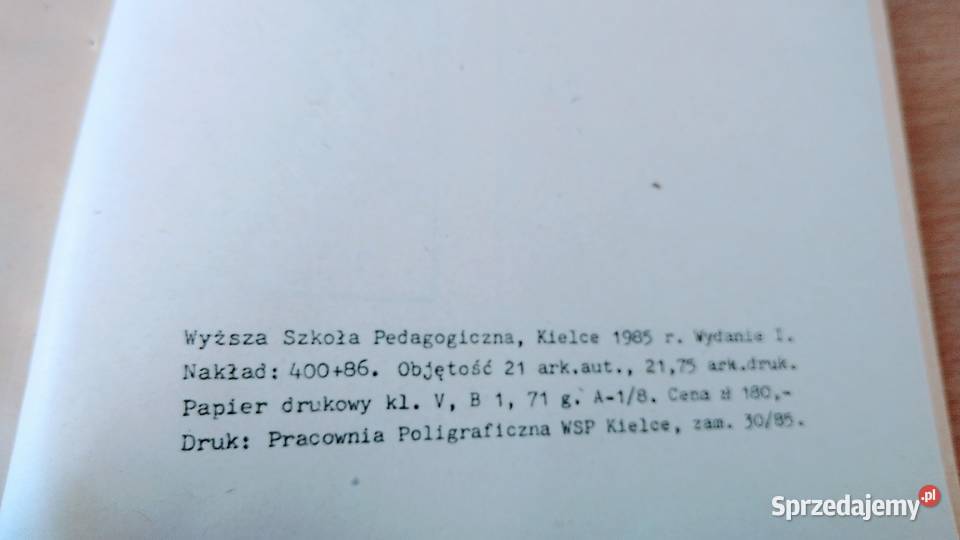 Wyższa Szkoła Pedagogiczna, Kielce 1985 r. Wydanie I.
Nakład: 400+86. Objętość 21 ark.aut., 21,75 ark.druk.
Papier drukowy kl. V, B 1, 71 g. A-1/8. Cena zł 180,-
Druk: Pracownia Poligraficzna WSP Kielce, zam. 30/85.
Sprzedajemy.pl